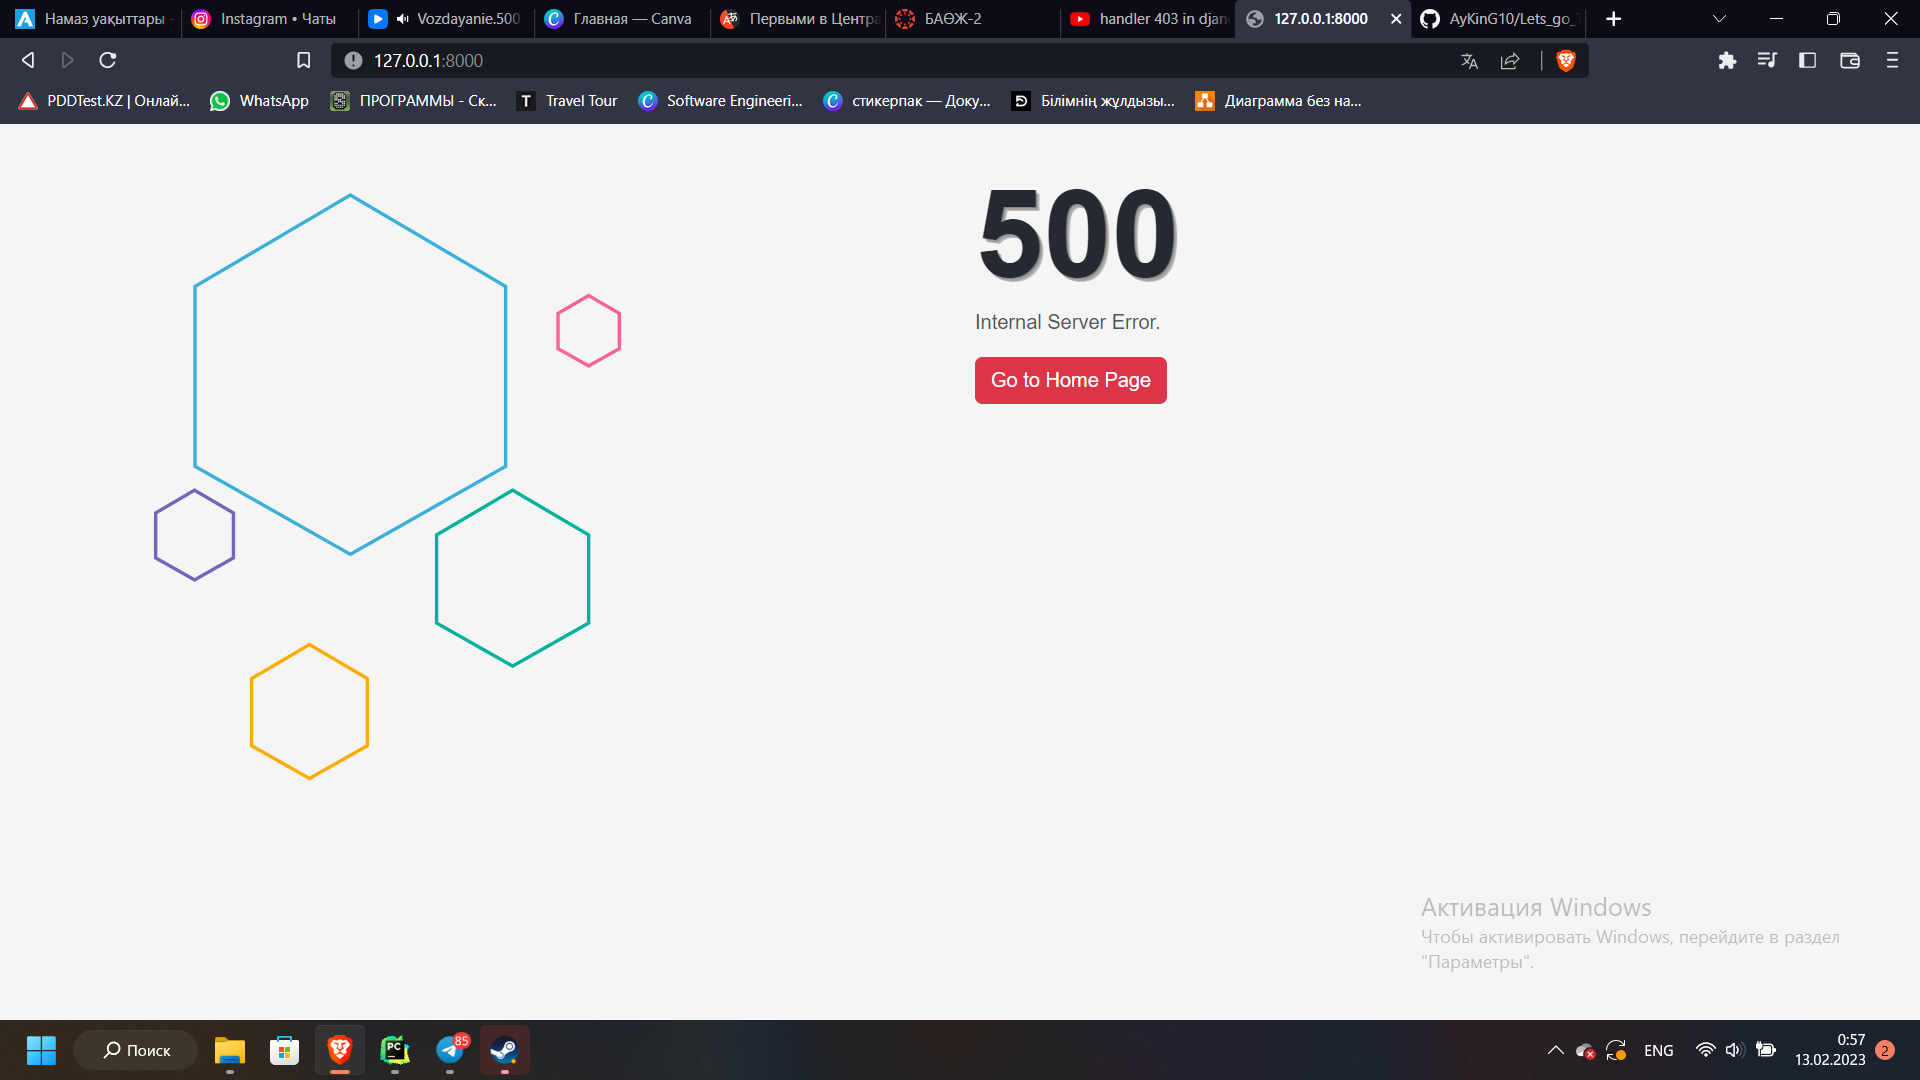 Намаз уақыттары -
Instagram • Чаты
Vozdayanie.500
Главная — Canva
Первыми в Центра
БАӨЖ-2
handler 403 in djan
127.0.0.1:8000
AyKinG10/Lets_go_T
127.0.0.1:8000
PDDTest.KZ | Онлай...
WhatsApp
ПРОГРАММЫ - Ск...
Travel Tour
Software Engineeri...
стикерпак — Доку...
Білімнің жұлдызы...
Диаграмма без на...
500
Internal Server Error.
Go to Home Page
Активация Windows
Чтобы активировать Windows, перейдите в раздел
"Параметры".
Поиск
PC
85
ENG
0:57
13.02.2023
2